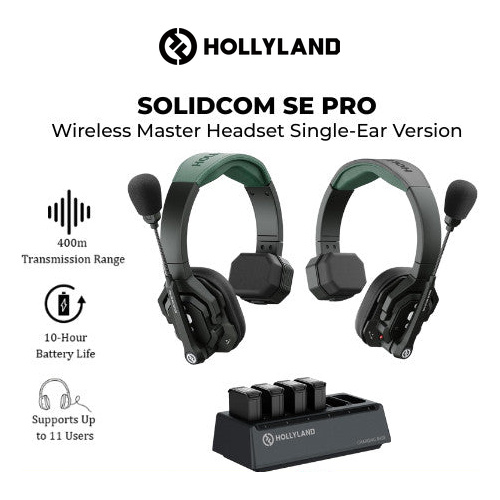 HOLLYLAND
SOLIDCOM SE PRO
Wireless Master Headset Single-Ear Version
HOLLY
400m
Transmission Range
10-Hour
Battery Life
Supports Up
to 11 Users
HOLLYLAND